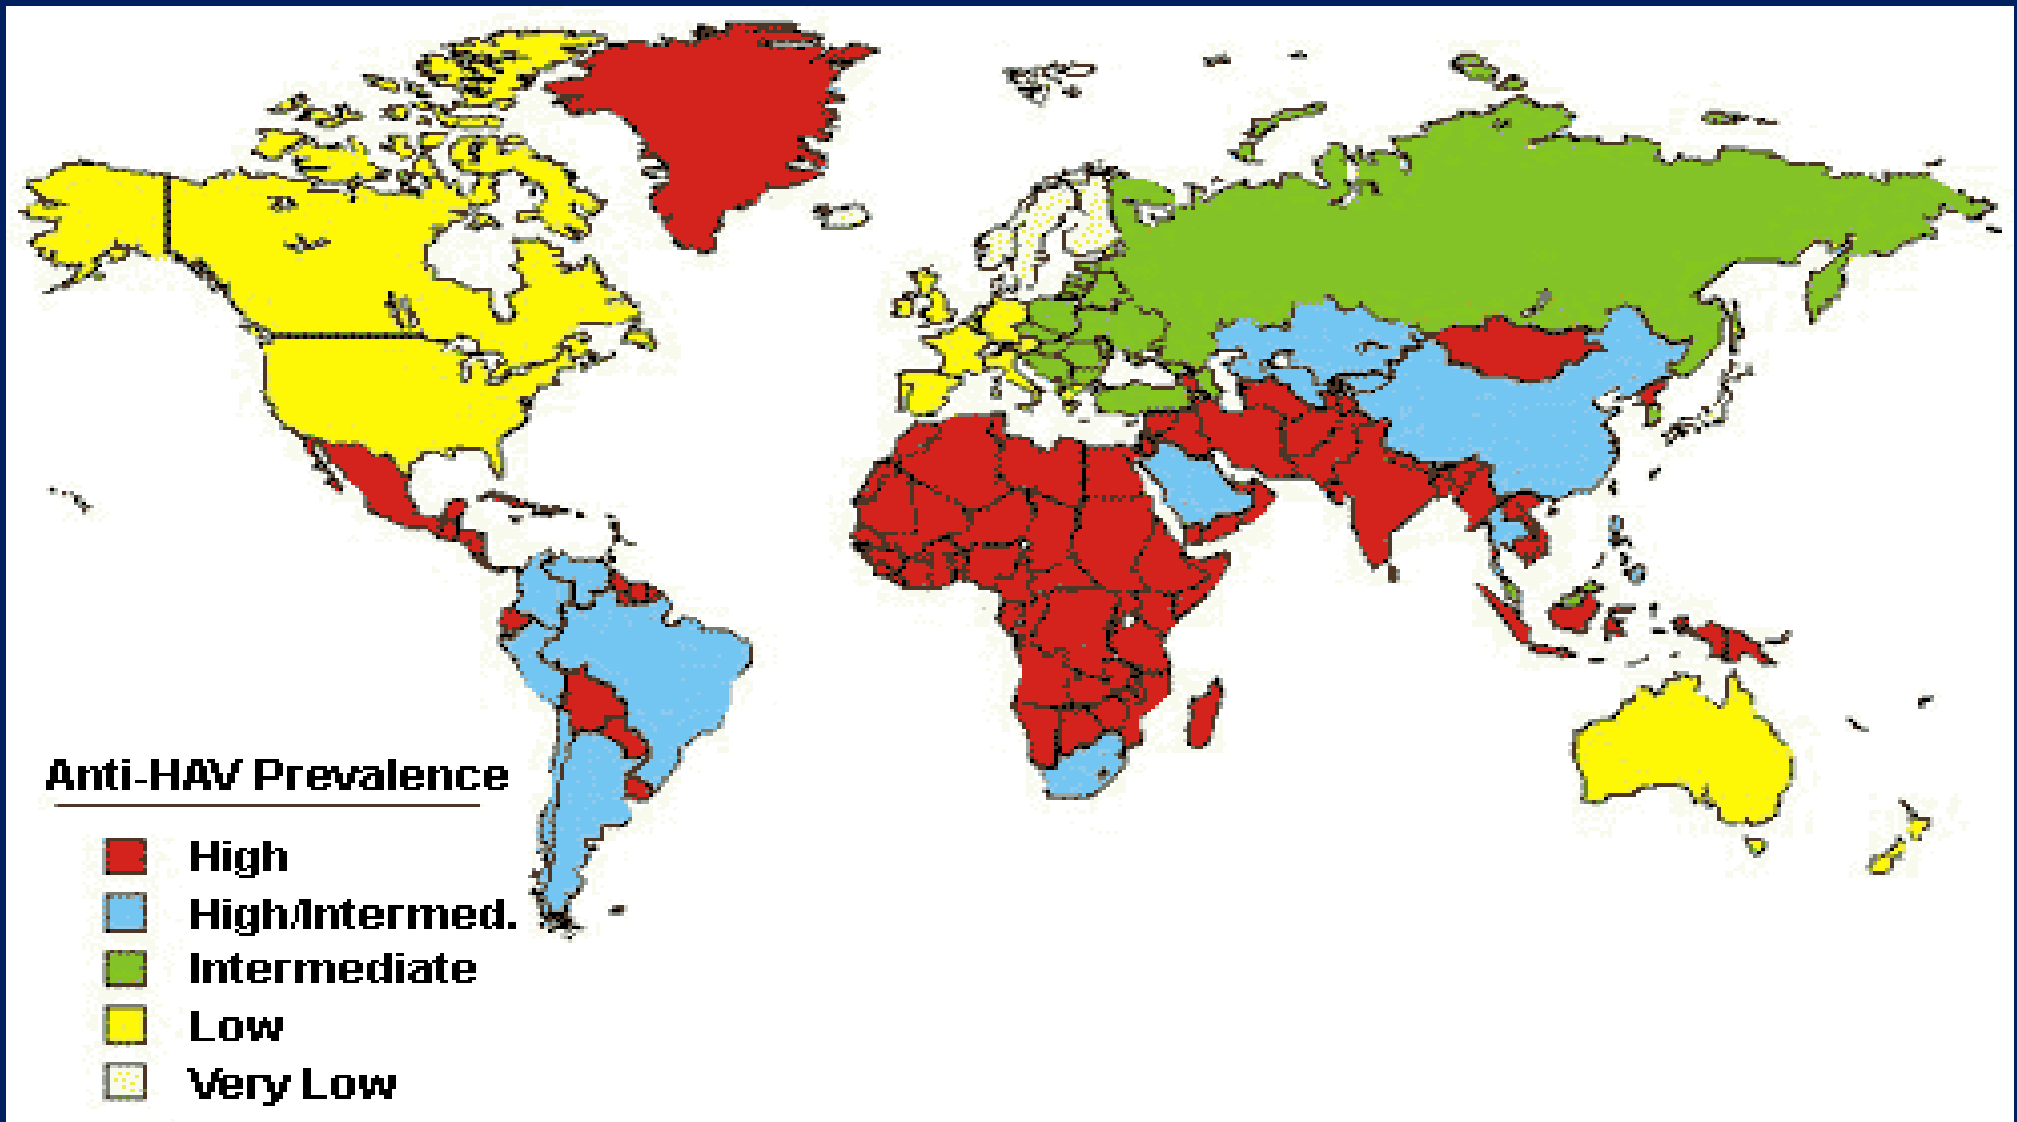 Anti-HAV Prevalence
High
High/Intermed.
Intermediate
Low
Very Low